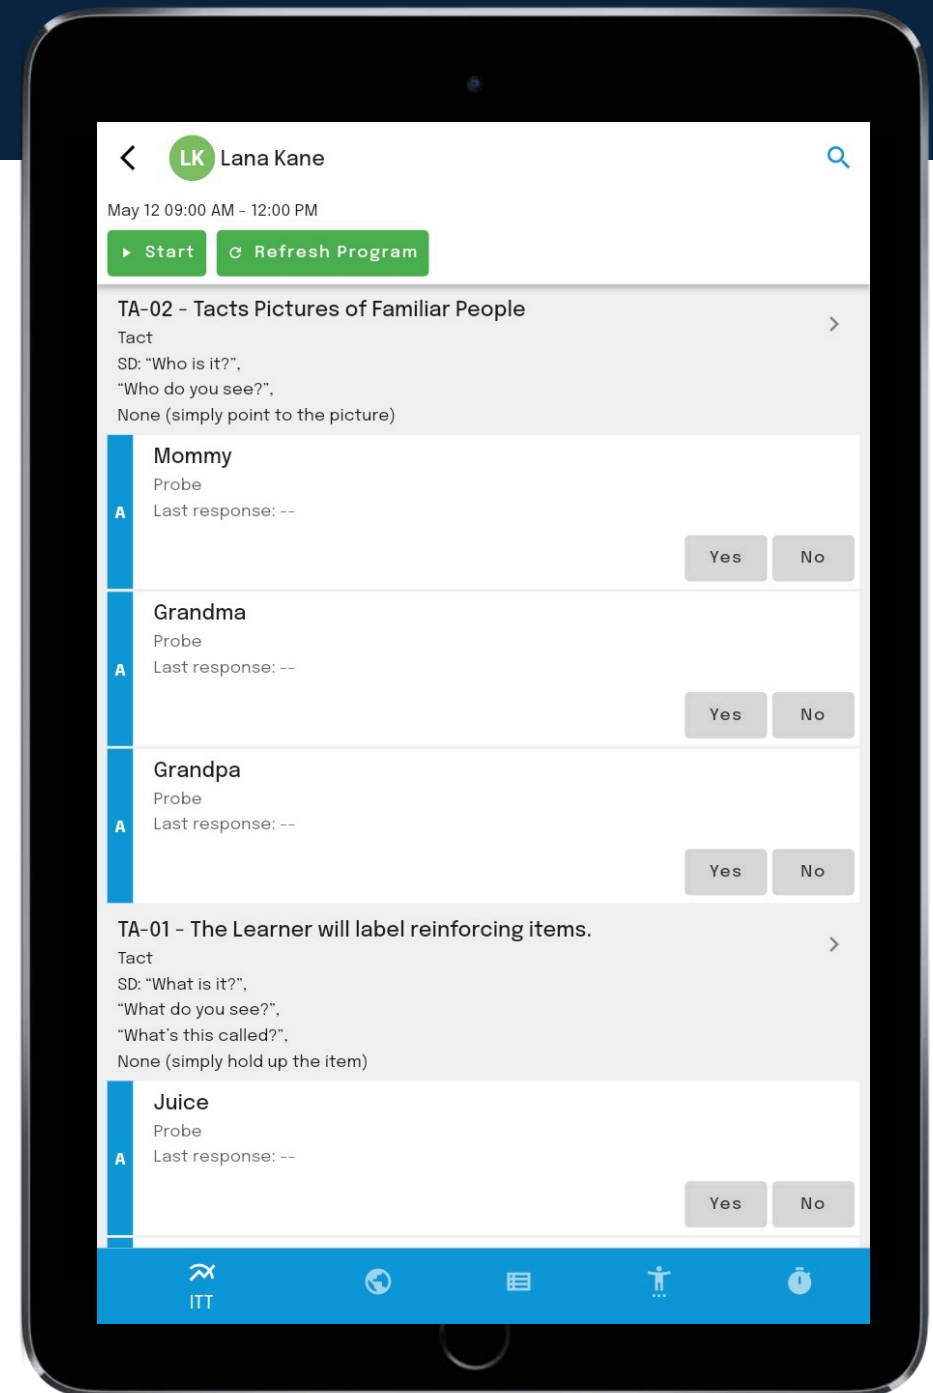 LK Lana Kane
May 12 09:00 AM - 12:00 PM
Start Refresh Program
TA-02 - Tacts Pictures of Familiar People
Tact
SD: “Who is it?”,
“Who do you see?”,
None (simply point to the picture)
Mommy
Probe
A Last response: --
Yes No
Grandma
Probe
A Last response: --
Yes No
Grandpa
Probe
A Last response: --
Yes No
TA-01 - The Learner will label reinforcing items.
Tact
SD: “What is it?”,
“What do you see?”,
“What’s this called?”,
None (simply hold up the item)
Juice
Probe
A Last response: --
Yes No
ITT